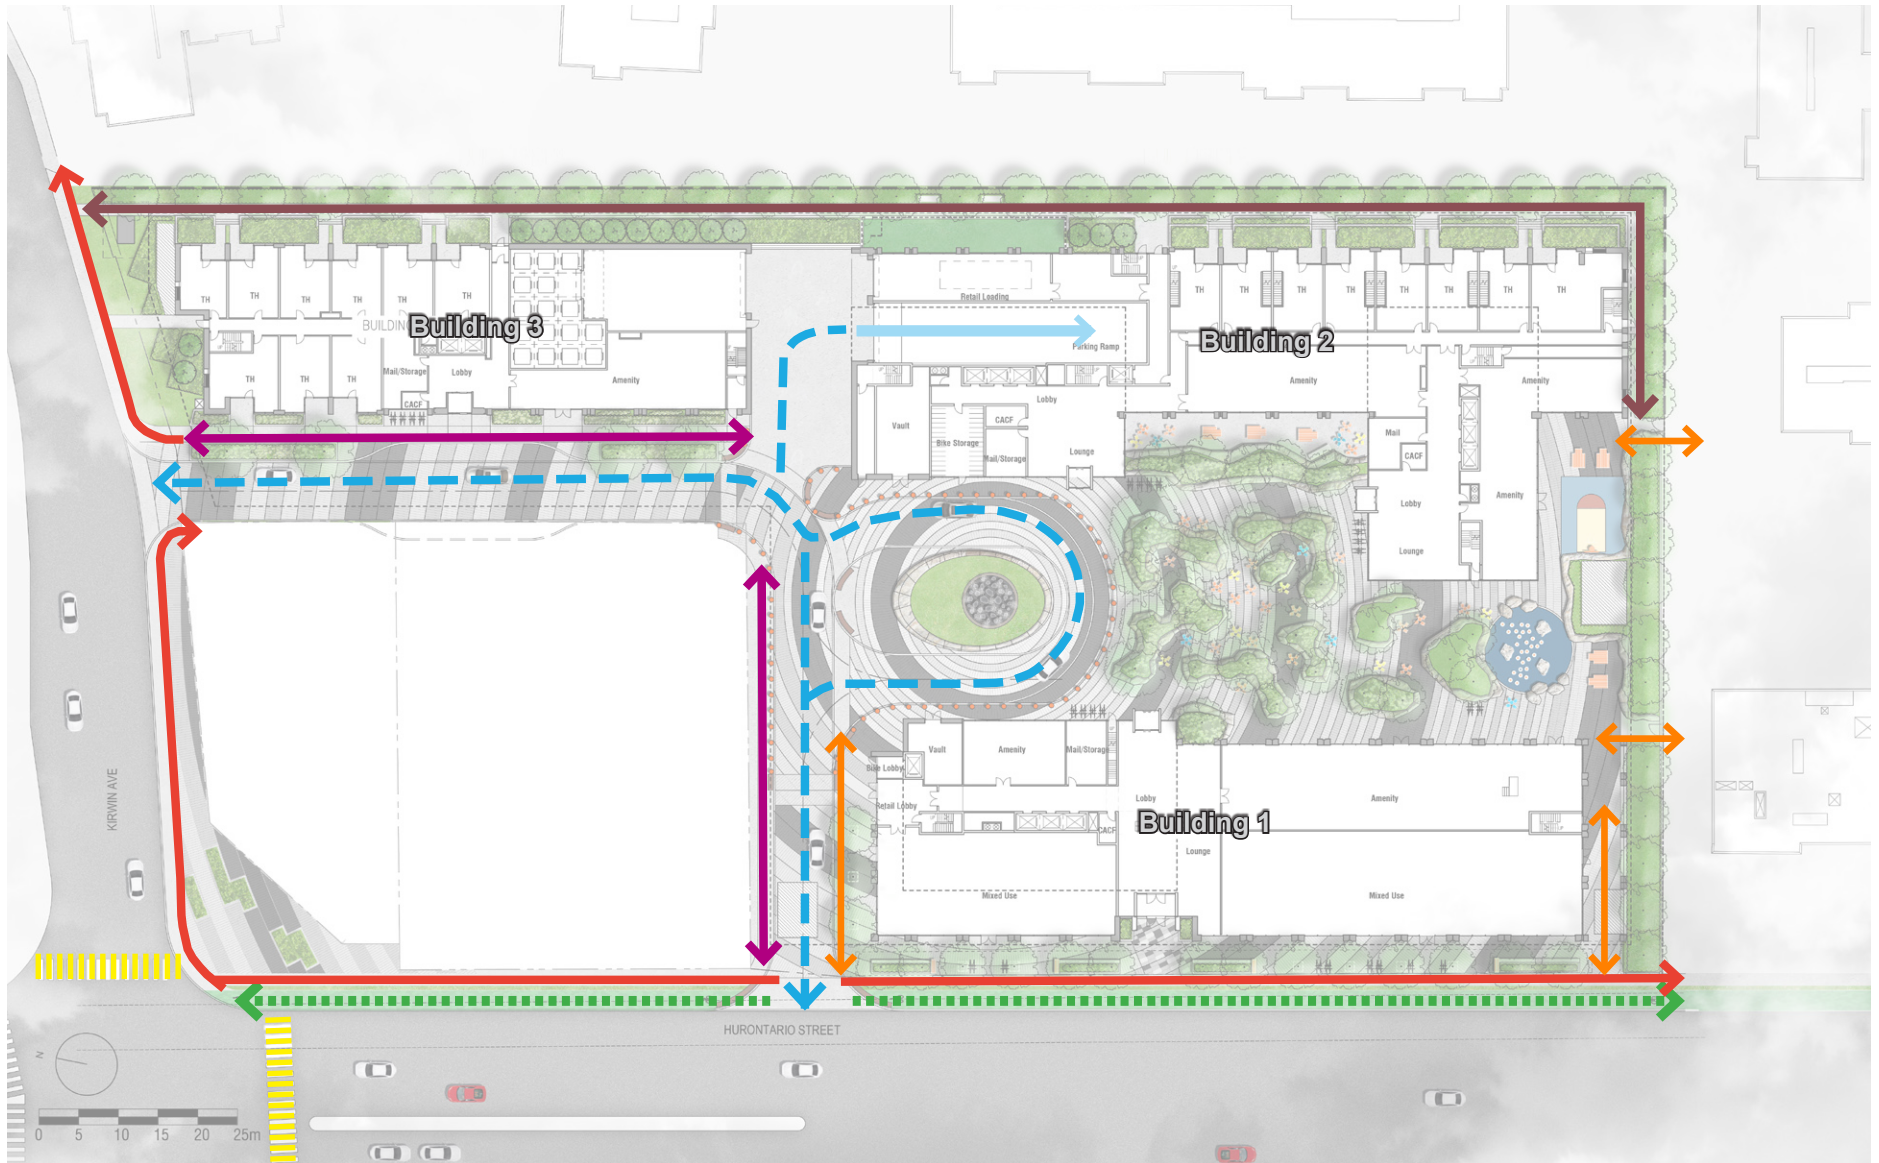 Retail Loading
TH
TH
TH
TH
TH
TH
TH
TH
TH
TH
TH
TH
TH
BUILDING
Building 3
Building 2
Parking Ramp
Mail/Storage
Lobby
TH
TH
TH
Amenity
CACF
Amenity
Amenity
Lobby
CACF
Vault
Bike Storage
Mail/Storage
Lounge
Mail
CACF
Amenity
Lobby
Lounge
Vault
Amenity
Mail/Storage
Bike Lobby
Retail Lobby
Lobby
Amenity
CACF
Building 1
Lounge
Mixed Use
Mixed Use
KIRWIN AVE
HURONTARIO STREET
N
0 5 10 15 20 25m